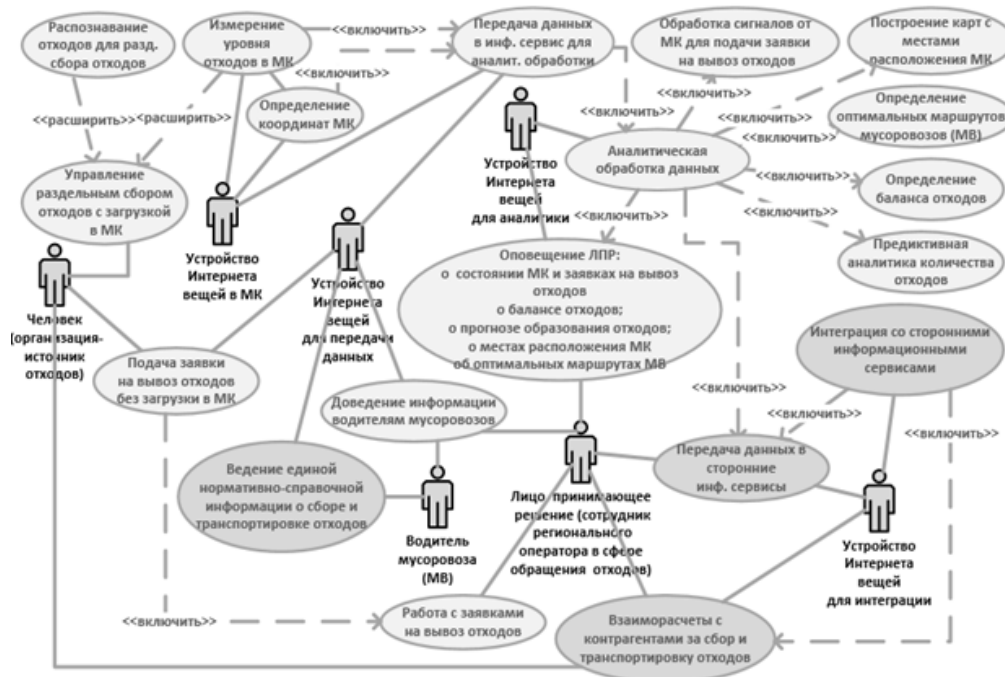 Распознавание
отходов для разд.
сбора отходов
Измерение
уровня
отходов в МК
<<включить>>
Передача данных
в инф. сервис для
аналит. обработки
Обработка сигналов от
МК для подачи заявки
на вывоз отходов
Построение карт с
местами
расположения МК
<<включить>>
Определение
координат МК
<<включить>>
<<включить>>
<<включить>>
<<включить>>
Определение
оптимальных маршрутов
мусоровозов (МВ)
<<расширить>>
<<расширить>>
Аналитическая
обработка данных
Устройство
Интернета
вещей
для аналитики
Управление
раздельным сбором
отходов с загрузкой
в МК
<<включить>>
Определение
баланса отходов
<<включить>>
<<включить>>
Предиктивная
аналитика количества
отходов
Устройство
Интернета
вещей в МК
Устройство
Интернета
вещей
для передачи
данных
Оповещение ЛПР:
о состоянии МК и заявках на вывоз
отходов
о балансе отходов;
о прогнозе образования отходов;
о местах расположения МК
об оптимальных маршрутах МВ
Человек
(организация-
источник
отходов)
Интеграция со сторонними
информационными
сервисами
Подача заявки
на вывоз отходов
без загрузки в МК
<<включить>>
Доведение информации
водителям мусоровозов
<<включить>>
<<включить>>
Передача данных в
сторонние
инф. сервисы
Ведение единой
нормативно-справочной
информации о сборе и
транспортировке отходов
Лицо принимающее
решение (сотрудник
регионального
оператора в сфере
обращения отходов)
Водитель
мусоровоза
(МВ)
Устройство
Интернета
вещей
для интеграции
<<включить>>
Работа с заявками
на вывоз отходов
Взаиморасчеты с
контрагентами за сбор и
транспортировку отходов